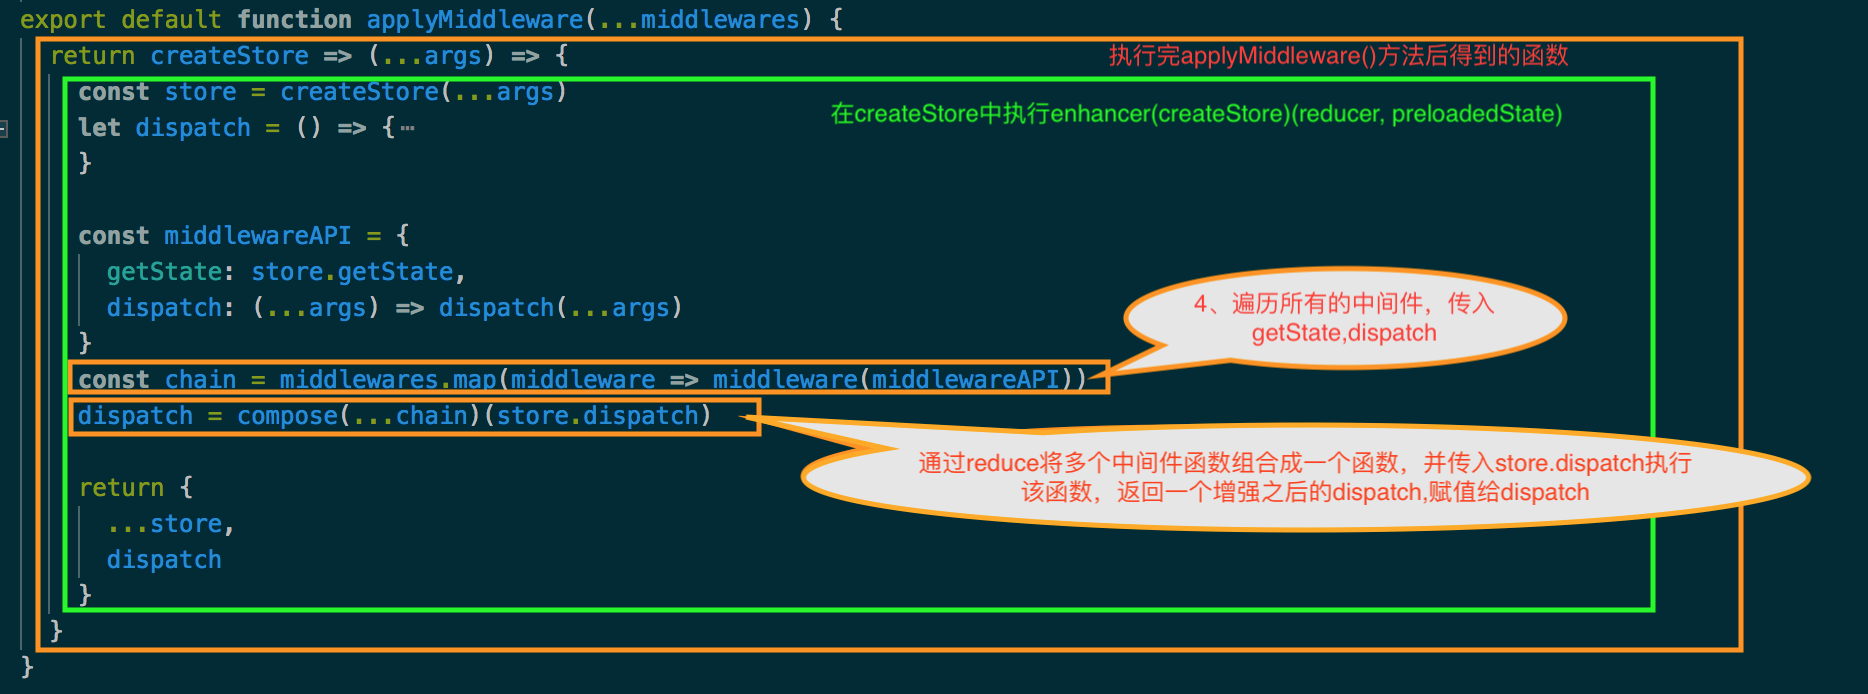 export default function applyMiddleware(...middlewares) {
return createStore => (...args) => {
执行完applyMiddleware()方法后得到的函数
const store = createStore(...args)
在createStore中执行enhancer(createStore)(reducer, preloadedState)
let dispatch = () => {…
}
const middlewareAPI = {
getState: store.getState,
dispatch: (...args) => dispatch(...args)
}
4、遍历所有的中间件，传入
getState,dispatch
const chain = middlewares.map(middleware => middleware(middlewareAPI))
dispatch = compose(...chain)(store.dispatch)
通过reduce将多个中间件函数组合成一个函数，并传入store.dispatch执行
该函数，返回一个增强之后的dispatch,赋值给dispatch
return {
...store,
dispatch
}
}
}